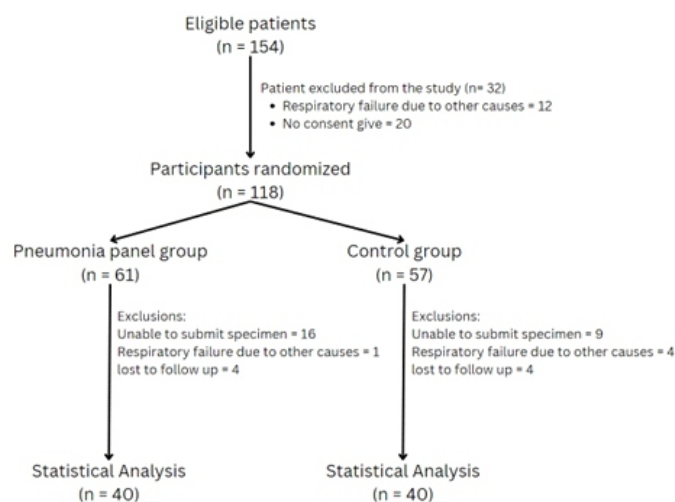 Eligible patients
(n = 154)
Patient excluded from the study (n= 32)
• Respiratory failure due to other causes = 12
• No consent give = 20
Participants randomized
(n = 118)
Pneumonia panel group
(n = 61)
Control group
(n = 57)
Exclusions:
Unable to submit specimen = 16
Respiratory failure due to other causes = 1
lost to follow up = 4
Exclusions:
Unable to submit specimen = 9
Respiratory failure due to other causes = 4
lost to follow up = 4
Statistical Analysis
(n = 40)
Statistical Analysis
(n = 40)